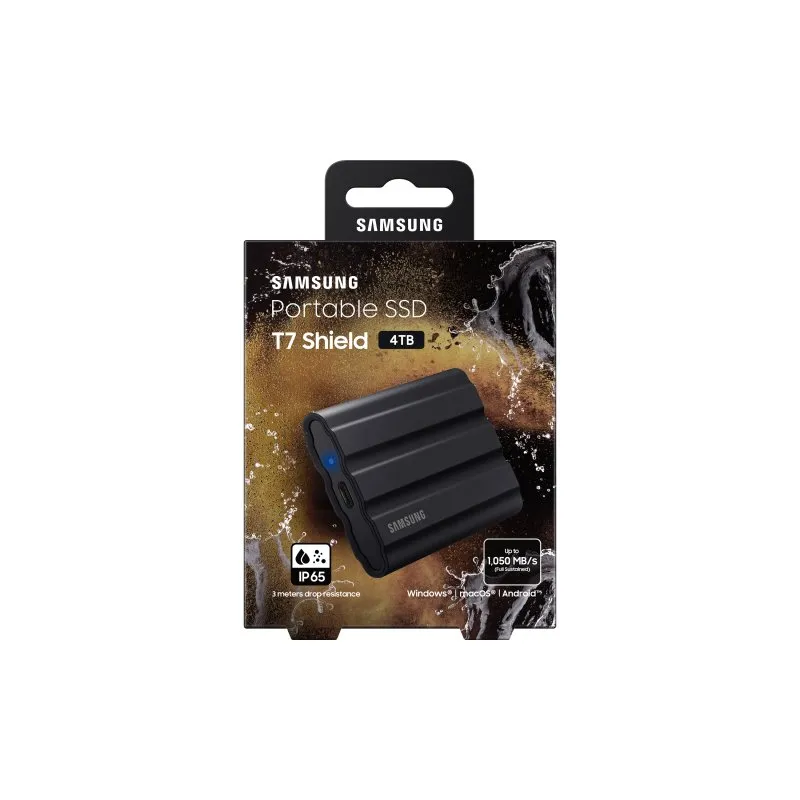 SAMSUNG
SAMSUNG
Portable SSD
T7 Shield 4TB
SAMSUNG
IP65
3 meters drop resistance
Up to
1,050 MB/s
(Full Sustained)
Windows® | macOS® | Android™